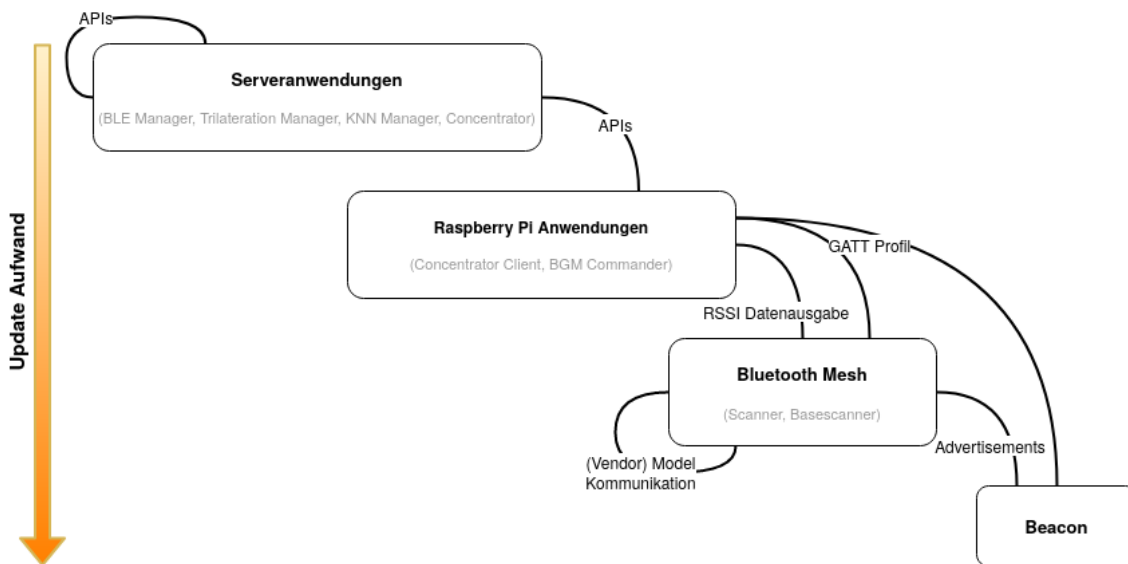 APIs
Serveranwendungen
(BLE Manager, Trilateration Manager, KNN Manager, Concentrator)
APIs
Update Aufwand
Raspberry Pi Anwendungen
(Concentrator Client, BGM Commander)
GATT Profil
RSSI Datenausgabe
Bluetooth Mesh
(Scanner, Basescanner)
Advertisements
(Vendor) Model
Kommunikation
Beacon